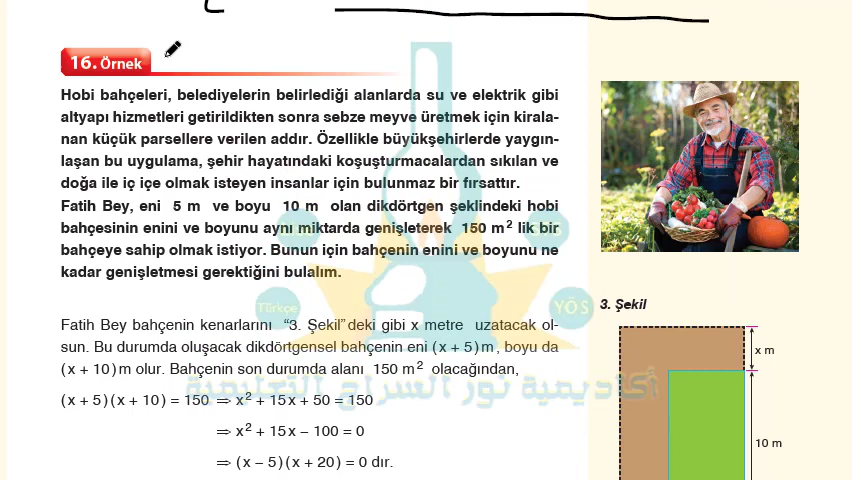 16. Örnek
Hobi bahçeleri, belediyelerin belirlediği alanlarda su ve elektrik gibi
altyapı hizmetleri getirildikten sonra sebze meyve üretmek için kirala-
nan küçük parsellere verilen addır. Özellikle büyükşehirlerde yaygın-
laşan bu uygulama, şehir hayatındaki koşuşturmacalardan sıkılan ve
doğa ile iç içe olmak isteyen insanlar için bulunmaz bir fırsattır.
Fatih Bey, eni 5 m ve boyu 10 m olan dikdörtgen şeklindeki hobi
bahçesinin enini ve boyunu aynı miktarda genişleterek 150 m² lik bir
bahçeye sahip olmak istiyor. Bunun için bahçenin enini ve boyunu ne
kadar genişletmesi gerektiğini bulalım.
Türkçe
YÖS
3. Şekil
Fatih Bey bahçenin kenarlarını “3. Şekil”deki gibi x metre uzatacak ol-
sun. Bu durumda oluşacak dikdörtgensel bahçenin eni (x + 5) m, boyu da
(x + 10) m olur. Bahçenin son durumda alanı 150 m² olacağından,
أكاديمية نور السراج التعليمية
(x + 5)(x + 10) = 150 ⇒ x² + 15x + 50 = 150
⇒ x² + 15x − 100 = 0
⇒ (x − 5)(x + 20) = 0 dır.
x m
10 m